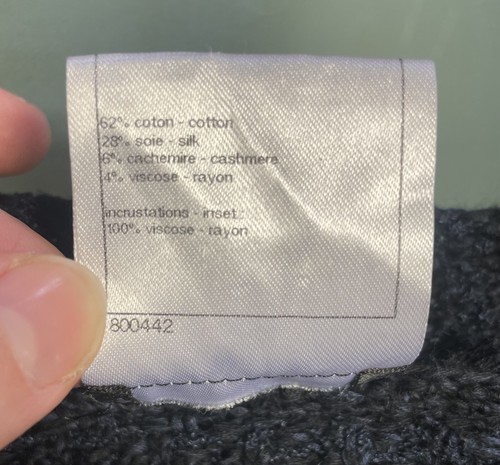 62% coton - cotton
28% soie - silk
6% cachemire - cashmere
4% viscose - rayon
incrustations - inset :
100% viscose - rayon
800442